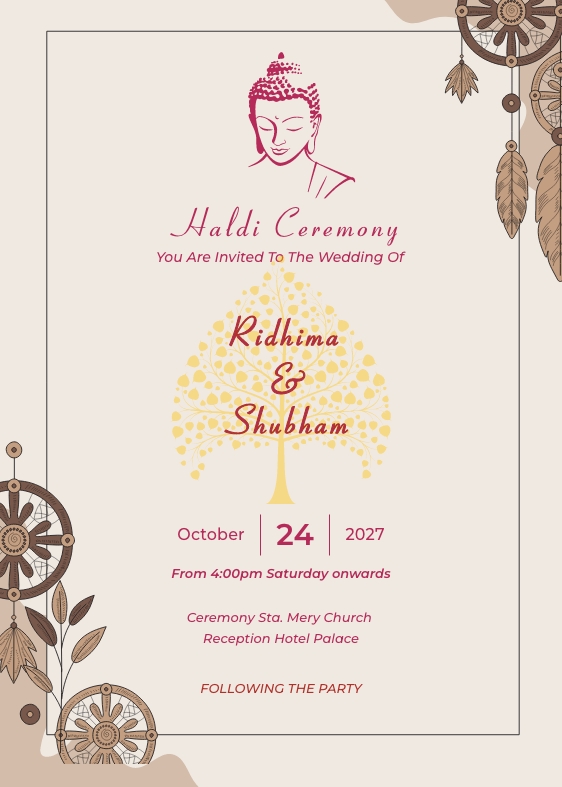 Haldi Ceremony
You Are Invited To The Wedding Of
Ridhima
&
Shubham
October 24 2027
From 4:00pm Saturday onwards
Ceremony Sta. Mery Church
Reception Hotel Palace
FOLLOWING THE PARTY